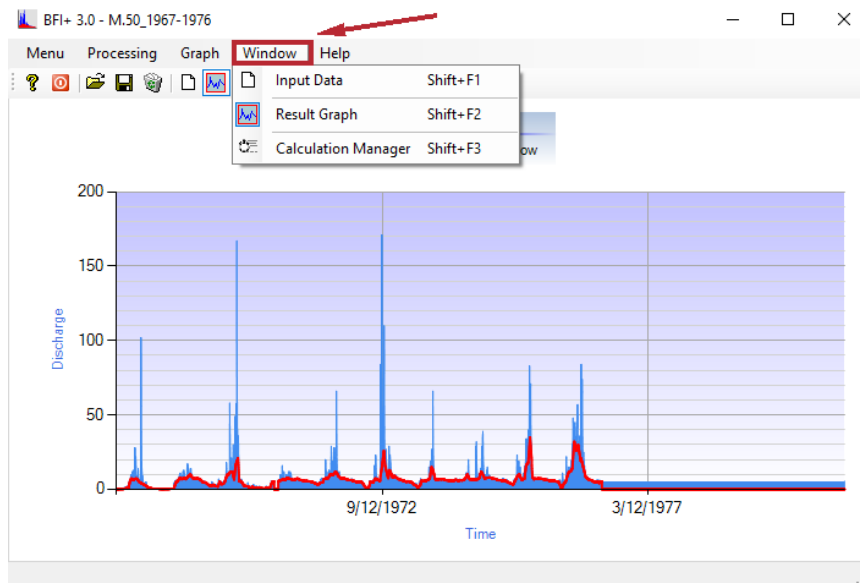 BFI+ 3.0 - M.50_1967-1976
Menu Processing Graph Window Help
Input Data Shift+F1
Result Graph Shift+F2
Calculation Manager Shift+F3
ow
200
150
100
50
0
Discharge
9/12/1972 3/12/1977
Time